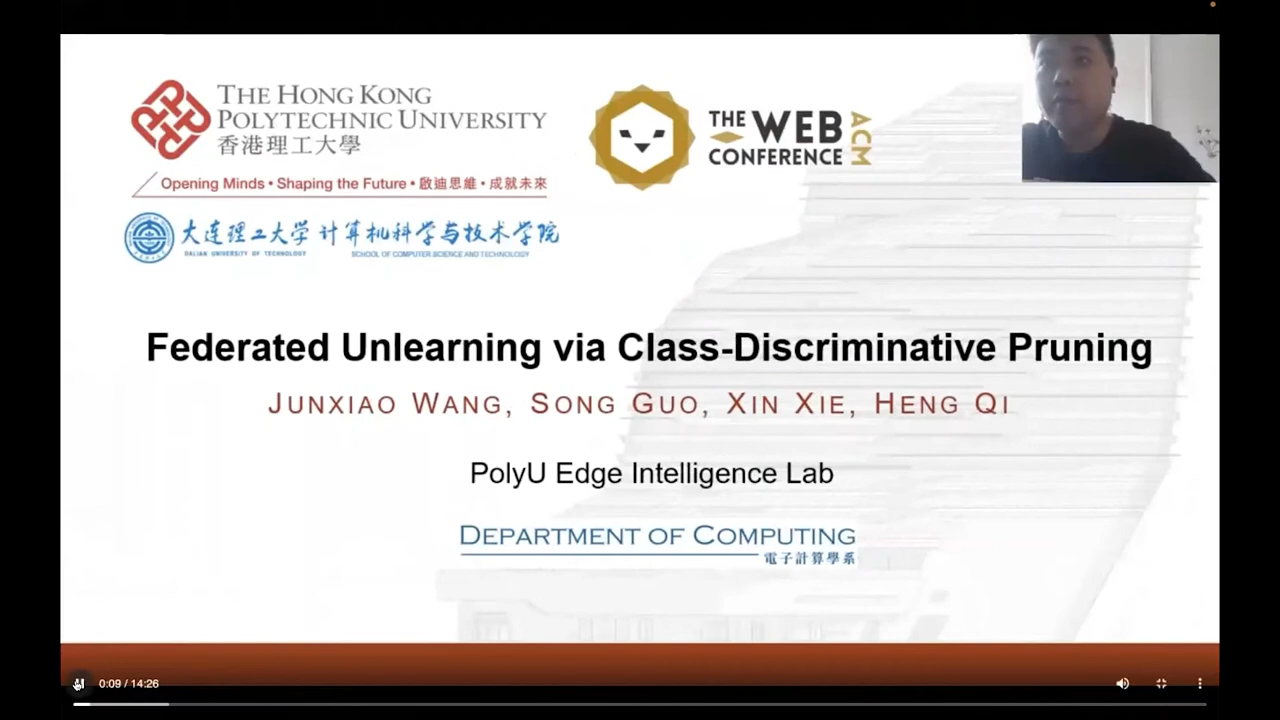 THE HONG KONG
POLYTECHNIC UNIVERSITY
香港理工大學
Opening Minds • Shaping the Future • 啟迪思維 • 成就未來
THE WEB
CONFERENCE
ACM
大连理工大学 计算机科学与技术学院
DALIAN UNIVERSITY OF TECHNOLOGY SCHOOL OF COMPUTER SCIENCE AND TECHNOLOGY
Federated Unlearning via Class-Discriminative Pruning
JUNXIAO WANG, SONG GUO, XIN XIE, HENG QI
PolyU Edge Intelligence Lab
DEPARTMENT OF COMPUTING
電子計算學系
0:09 / 14:26